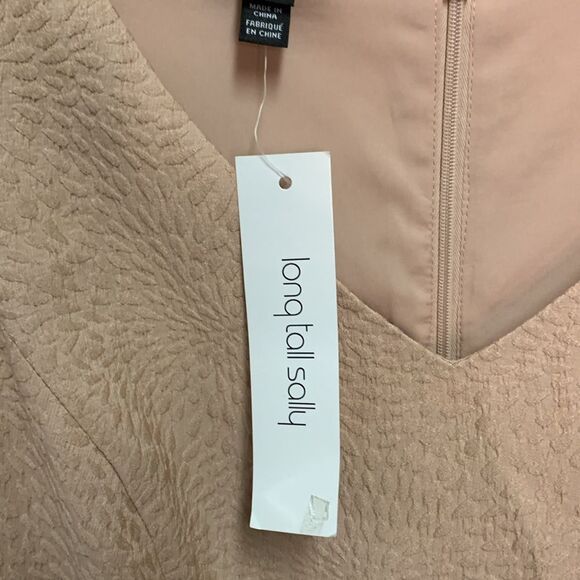 MADE IN
CHINA
FABRIQUÉ
EN CHINE
long tall sally